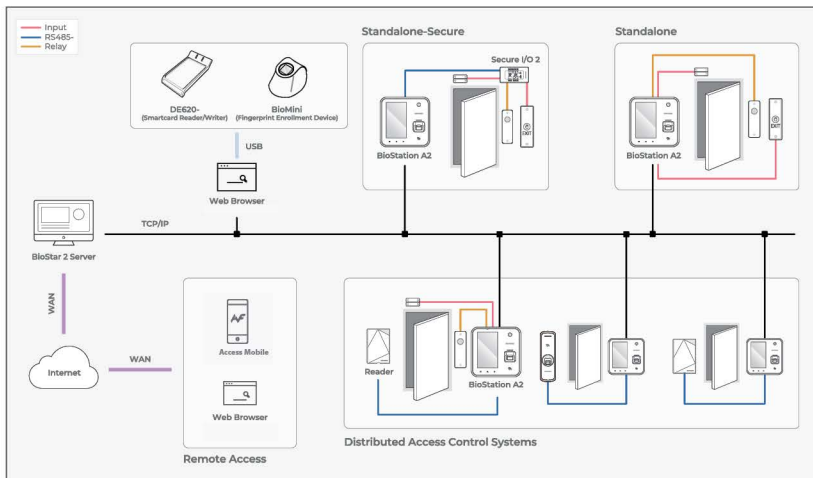 Input
RS485-
Relay
DE620-
(Smartcard Reader/Writer)
BioMini
(Fingerprint Enrollment Device)
USB
Web Browser
Standalone-Secure
Secure I/O 2
EXIT
BioStation A2
Standalone
EXIT
BioStation A2
TCP/IP
BioStar 2 Server
WAN
Internet
WAN
Access Mobile
Web Browser
Remote Access
Reader
BioStation A2
Distributed Access Control Systems